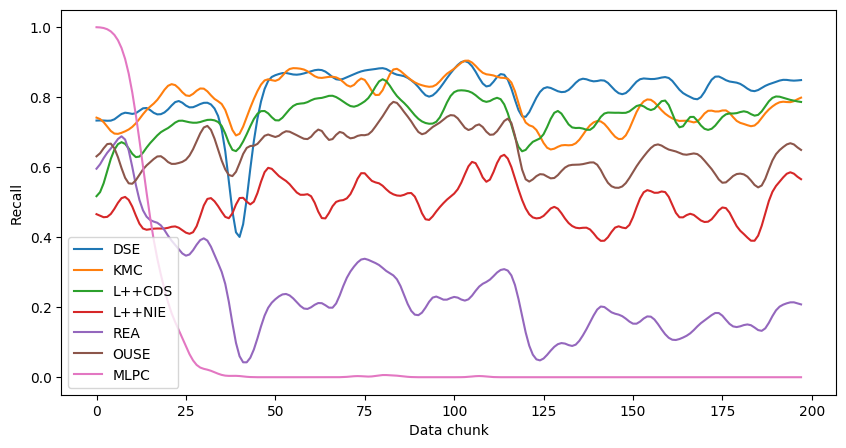 1.0
0.8
0.6
0.4
0.2
0.0
Recall
DSE
KMC
L++CDS
L++NIE
REA
OUSE
MLPC
0 25 50 75 100 125 150 175 200
Data chunk